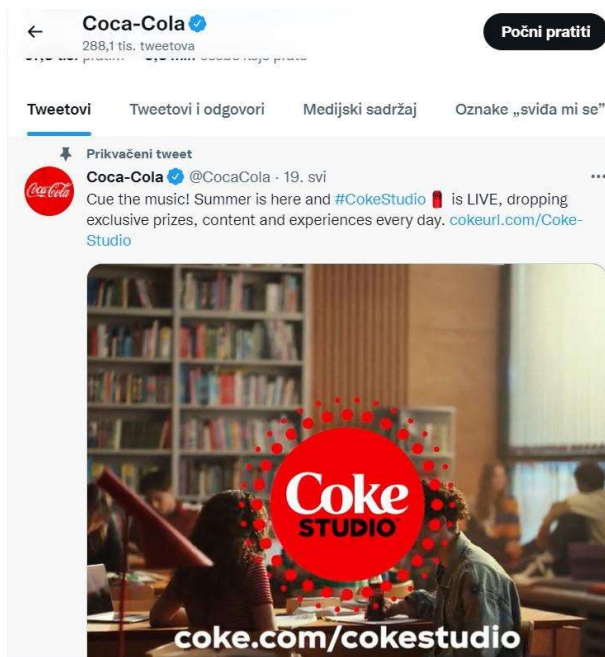 Coca-Cola
288,1 tis. tweetova
Počni pratiti
Tweetovi
Tweetovi i odgovori
Medijski sadržaj
Oznake „sviđa mi se”
Prikvačeni tweet
Coca-Cola @CocaCola · 19. svi
Cue the music! Summer is here and #CokeStudio is LIVE, dropping
exclusive prizes, content and experiences every day. cokeurl.com/Coke-
Studio
Coca-Cola
Coke
STUDIO
coke.com/cokestudio